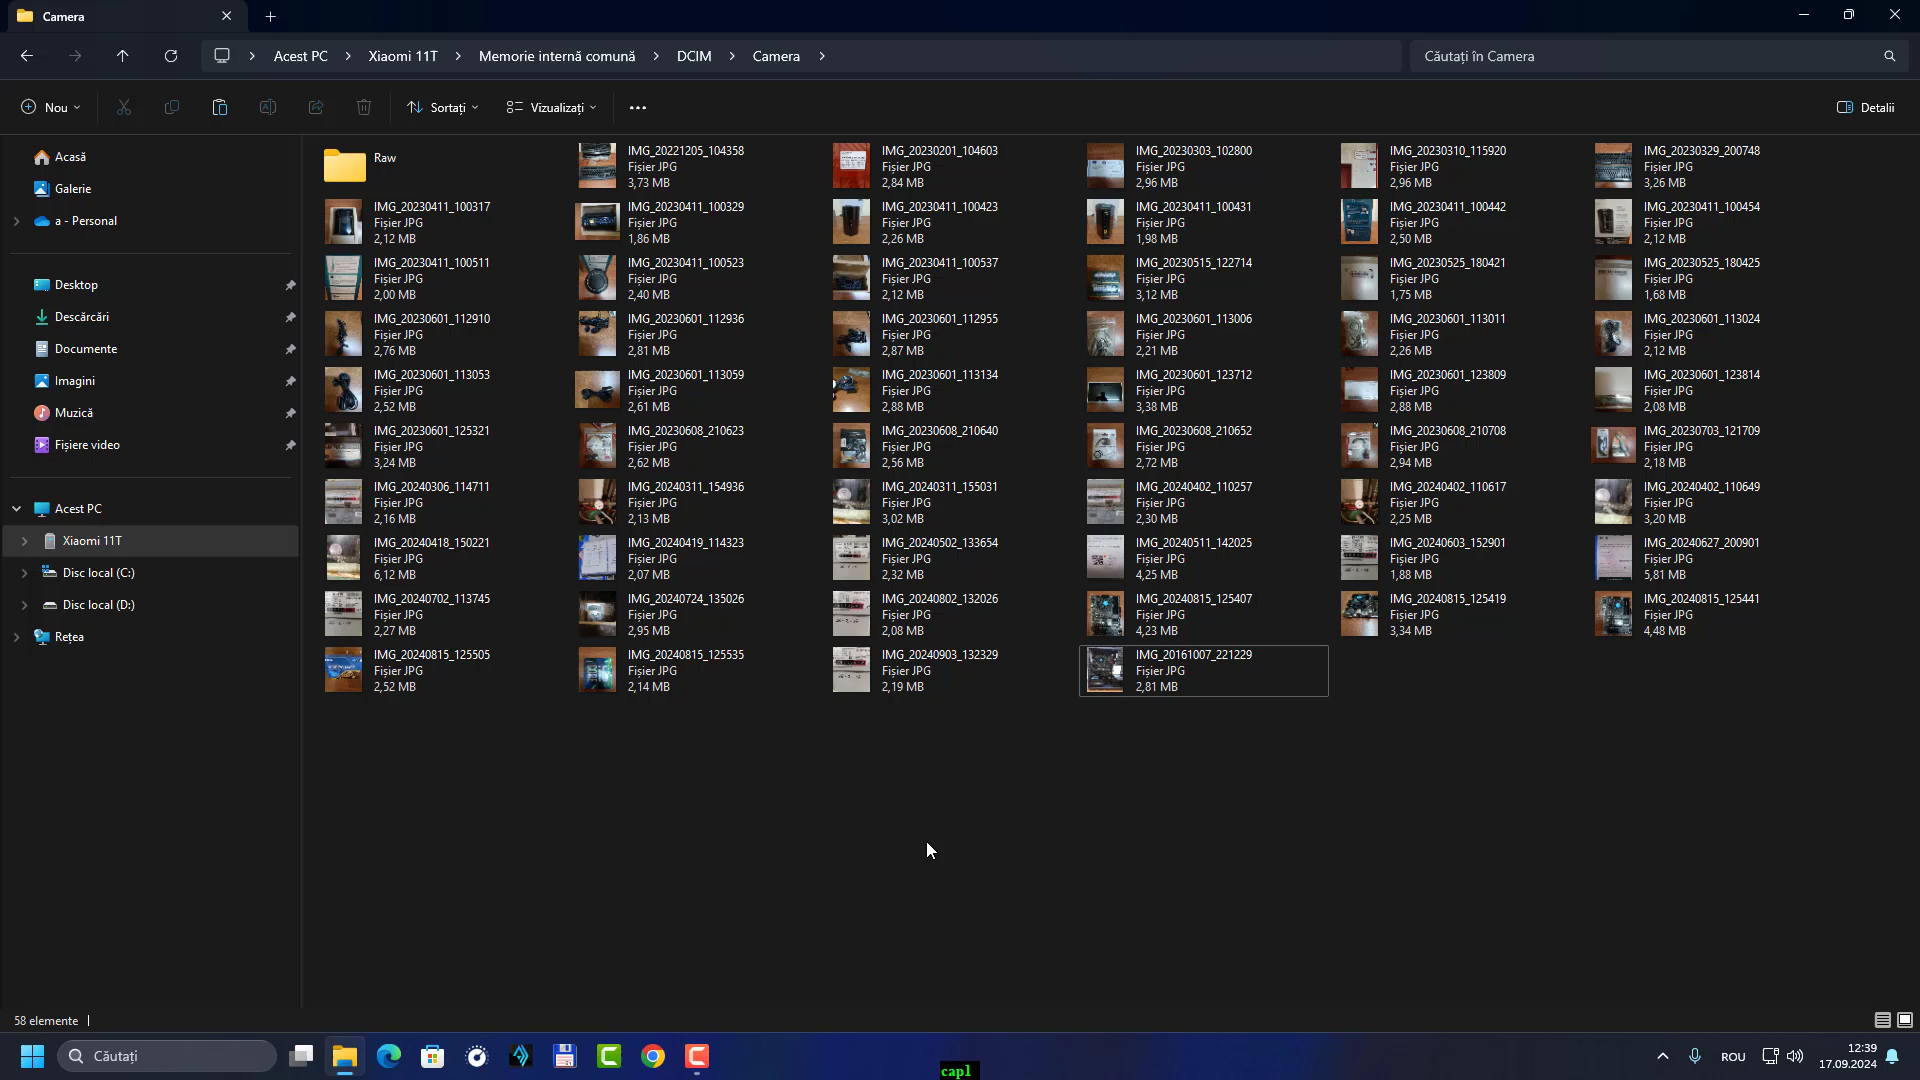 Camera
Acest PC
Xiaomi 11T
Memorie internă comună
DCIM
Camera
Căutați în Camera
Nou
Sortați
Vizualizați
Detalii
Acasă
Galerie
a - Personal
Desktop
Descărcări
Documente
Imagini
Muzică
Fișiere video
Acest PC
Xiaomi 11T
Disc local (C:)
Disc local (D:)
Rețea
Raw
IMG_20221205_104358
Fișier JPG
3,73 MB
IMG_20230201_104603
Fișier JPG
2,84 MB
IMG_20230303_102800
Fișier JPG
2,96 MB
IMG_20230310_115920
Fișier JPG
2,96 MB
IMG_20230329_200748
Fișier JPG
3,26 MB
IMG_20230411_100317
Fișier JPG
2,12 MB
IMG_20230411_100329
Fișier JPG
1,86 MB
IMG_20230411_100423
Fișier JPG
2,26 MB
IMG_20230411_100431
Fișier JPG
1,98 MB
IMG_20230411_100442
Fișier JPG
2,50 MB
IMG_20230411_100454
Fișier JPG
2,12 MB
IMG_20230411_100511
Fișier JPG
2,00 MB
IMG_20230411_100523
Fișier JPG
2,40 MB
IMG_20230411_100537
Fișier JPG
2,12 MB
IMG_20230515_122714
Fișier JPG
3,12 MB
IMG_20230525_180421
Fișier JPG
1,75 MB
IMG_20230525_180425
Fișier JPG
1,68 MB
IMG_20230601_112910
Fișier JPG
2,76 MB
IMG_20230601_112936
Fișier JPG
2,81 MB
IMG_20230601_112955
Fișier JPG
2,87 MB
IMG_20230601_113006
Fișier JPG
2,21 MB
IMG_20230601_113011
Fișier JPG
2,26 MB
IMG_20230601_113024
Fișier JPG
2,12 MB
IMG_20230601_113053
Fișier JPG
2,52 MB
IMG_20230601_113059
Fișier JPG
2,61 MB
IMG_20230601_113134
Fișier JPG
2,88 MB
IMG_20230601_123712
Fișier JPG
3,38 MB
IMG_20230601_123809
Fișier JPG
2,88 MB
IMG_20230601_123814
Fișier JPG
2,08 MB
IMG_20230601_125321
Fișier JPG
3,24 MB
IMG_20230608_210623
Fișier JPG
2,62 MB
IMG_20230608_210640
Fișier JPG
2,56 MB
IMG_20230608_210652
Fișier JPG
2,72 MB
IMG_20230608_210708
Fișier JPG
2,94 MB
IMG_20230703_121709
Fișier JPG
2,18 MB
IMG_20240306_114711
Fișier JPG
2,16 MB
IMG_20240311_154936
Fișier JPG
2,13 MB
IMG_20240311_155031
Fișier JPG
3,02 MB
IMG_20240402_110257
Fișier JPG
2,30 MB
IMG_20240402_110617
Fișier JPG
2,25 MB
IMG_20240402_110649
Fișier JPG
3,20 MB
IMG_20240418_150221
Fișier JPG
6,12 MB
IMG_20240419_114323
Fișier JPG
2,07 MB
IMG_20240502_133654
Fișier JPG
2,32 MB
IMG_20240511_142025
Fișier JPG
4,25 MB
IMG_20240603_152901
Fișier JPG
1,88 MB
IMG_20240627_200901
Fișier JPG
5,81 MB
IMG_20240702_113745
Fișier JPG
2,27 MB
IMG_20240724_135026
Fișier JPG
2,95 MB
IMG_20240802_132026
Fișier JPG
2,08 MB
IMG_20240815_125407
Fișier JPG
4,23 MB
IMG_20240815_125419
Fișier JPG
3,34 MB
IMG_20240815_125441
Fișier JPG
4,48 MB
IMG_20240815_125505
Fișier JPG
2,52 MB
IMG_20240815_125535
Fișier JPG
2,14 MB
IMG_20240903_132329
Fișier JPG
2,19 MB
IMG_20161007_221229
Fișier JPG
2,81 MB
58 elemente
Căutați
capl
ROU
12:39
17.09.2024